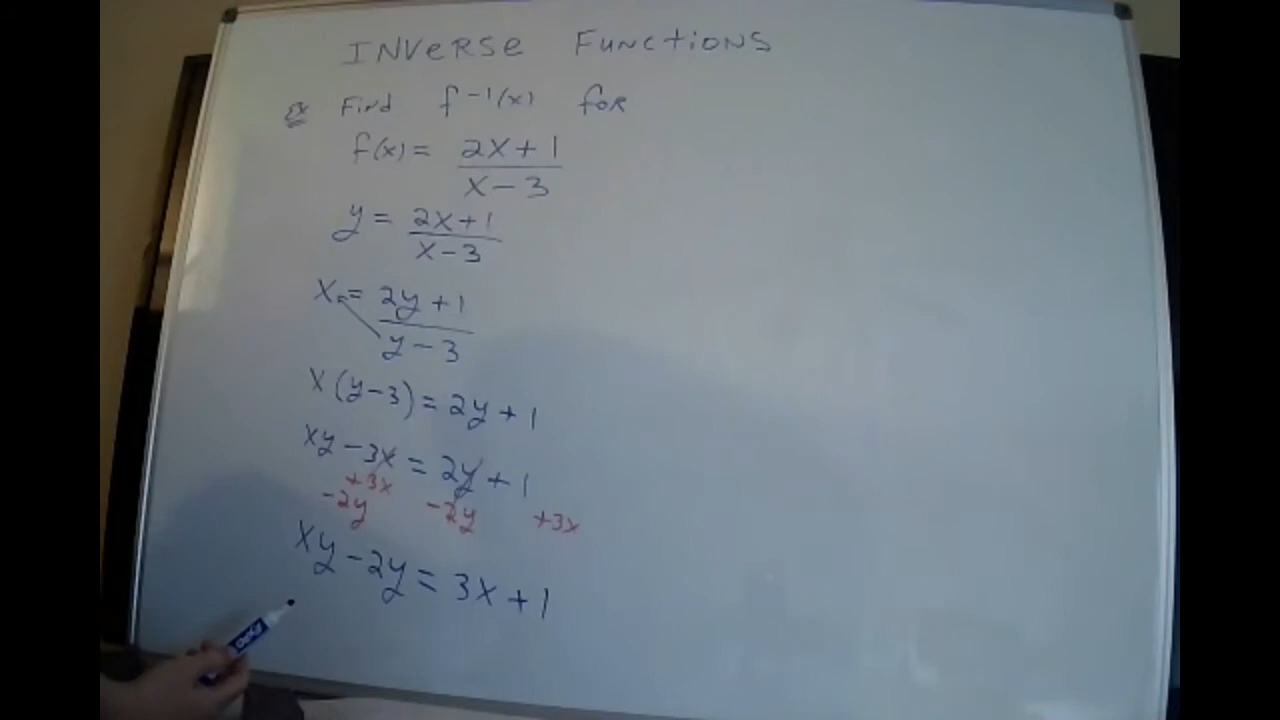 INVERSE FUNCTIONS
Ex Find f⁻¹(x) for
f(x) = 2x+1
x-3
y = 2x+1
x-3
x = 2y+1
y-3
x(y-3) = 2y+1
xy - 3x = 2y + 1
+3x
-2y -2y +3x
xy - 2y = 3x + 1
EXPO